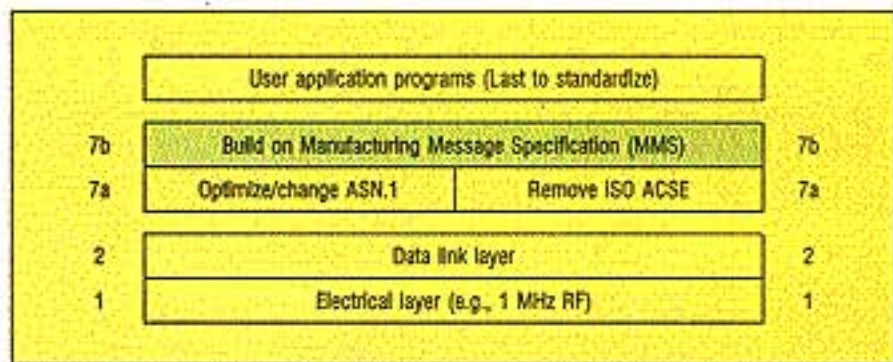 User application programs (Last to standardize)
7b Build on Manufacturing Message Specification (MMS) 7b
7a Optimize/change ASN.1 Remove ISO ACSE 7a
2 Data link layer 2
1 Electrical layer (e.g., 1 MHz RF) 1